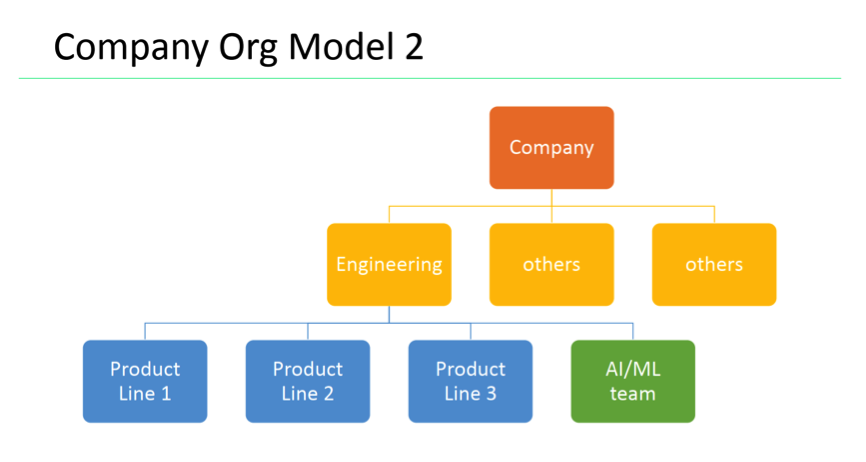 Company Org Model 2
Company
Engineering
others
others
Product
Line 1
Product
Line 2
Product
Line 3
AI/ML
team